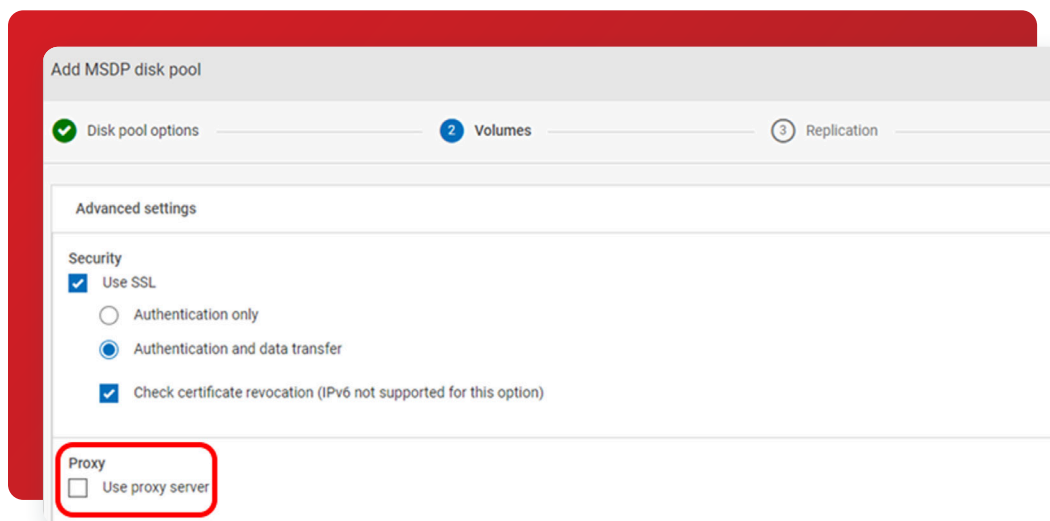 Add MSDP disk pool
Disk pool options
2 Volumes
3 Replication
Advanced settings
Security
Use SSL
Authentication only
Authentication and data transfer
Check certificate revocation (IPv6 not supported for this option)
Proxy
Use proxy server